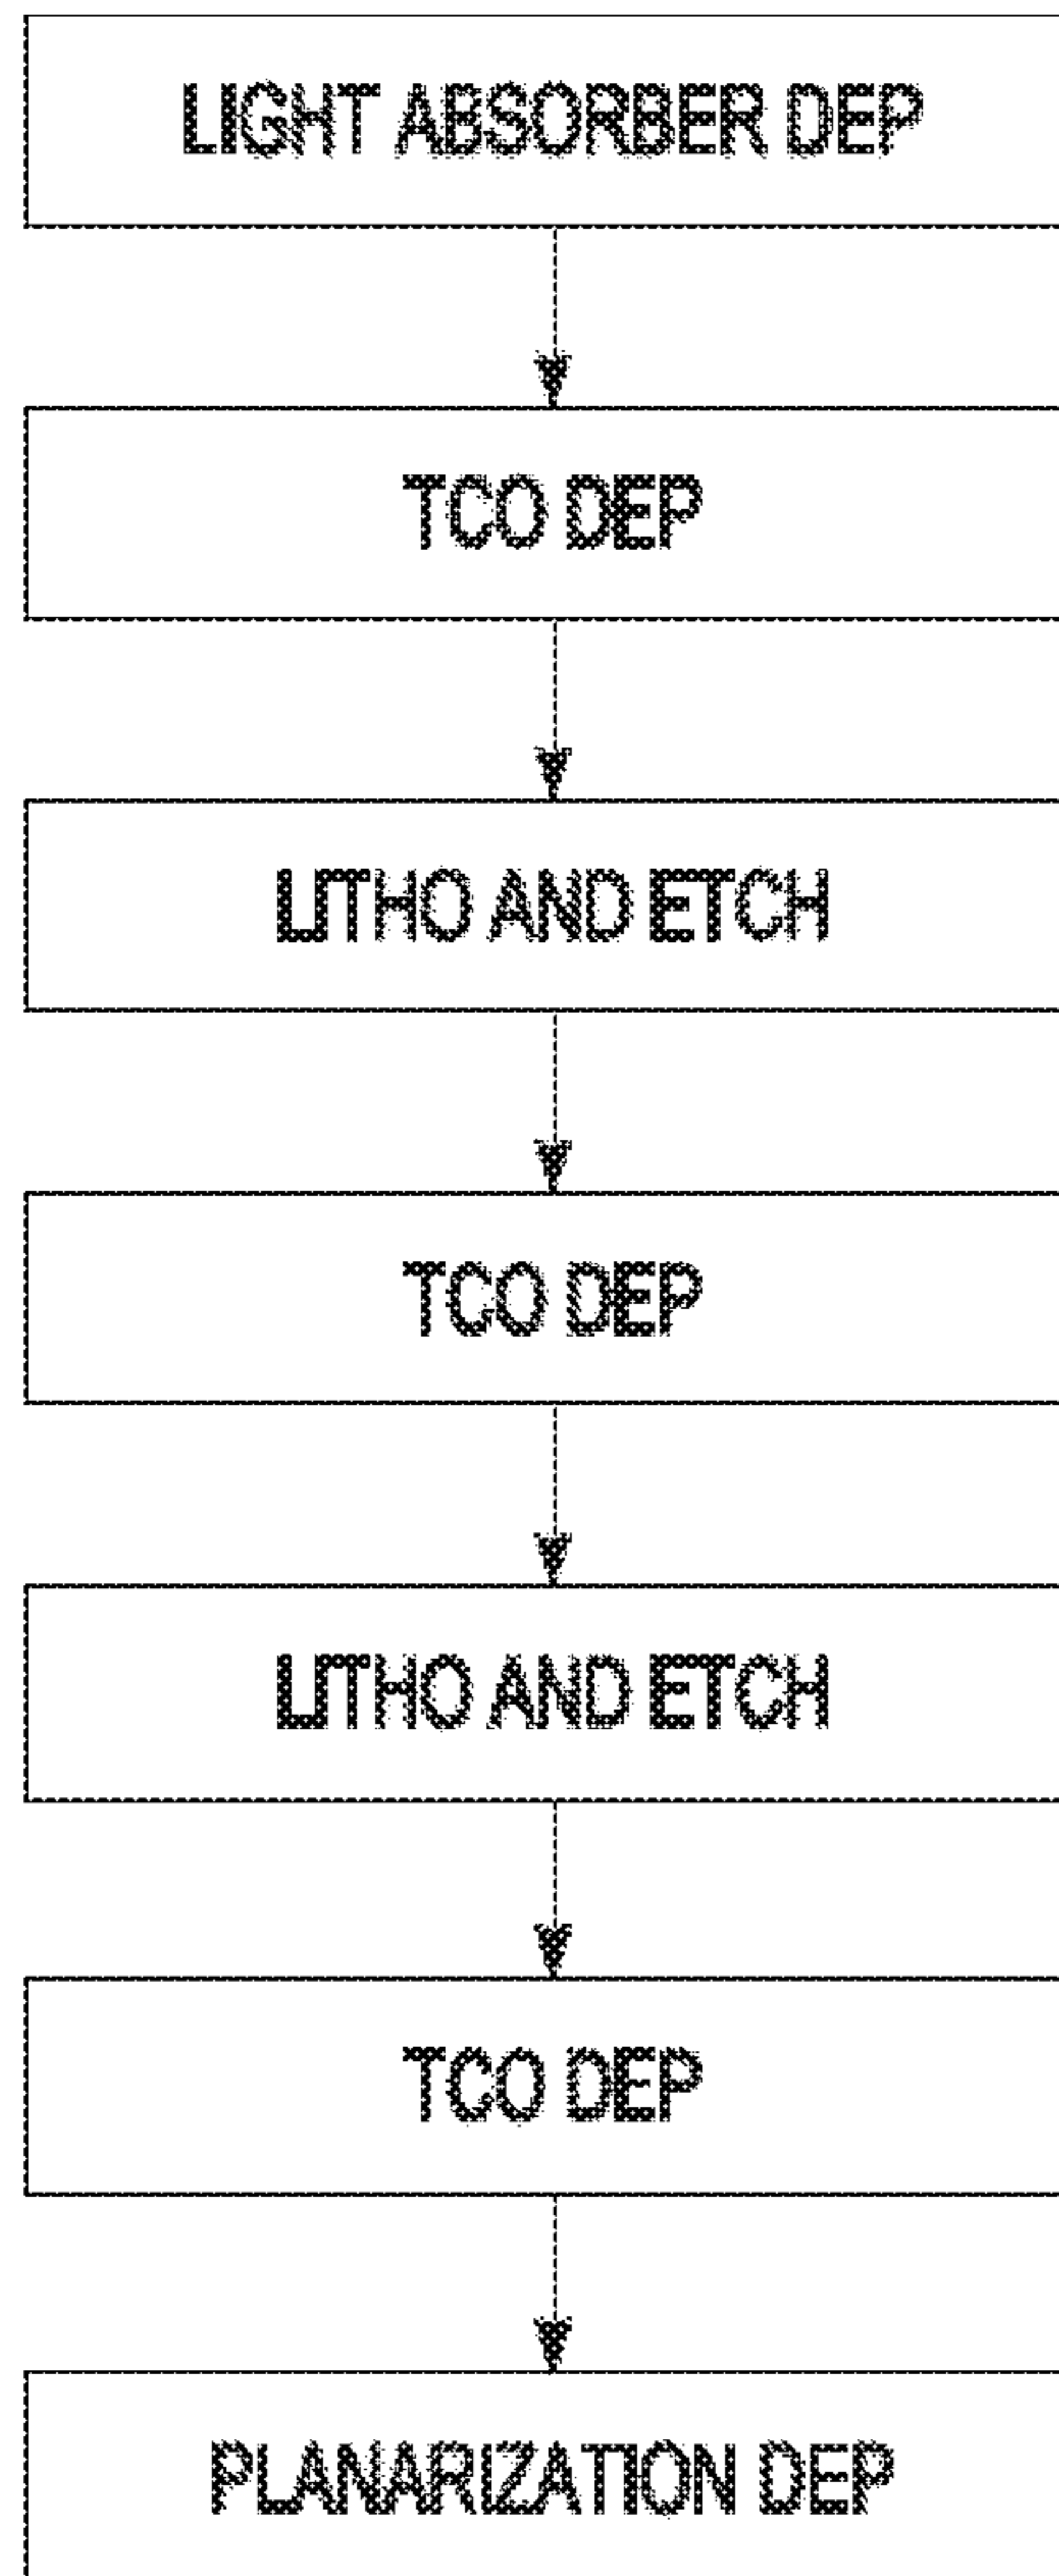 LIGHT ABSORBER DEP
TCO DEP
LITHO AND ETCH
TCO DEP
LITHO AND ETCH
TCO DEP
PLANARIZATION DEP